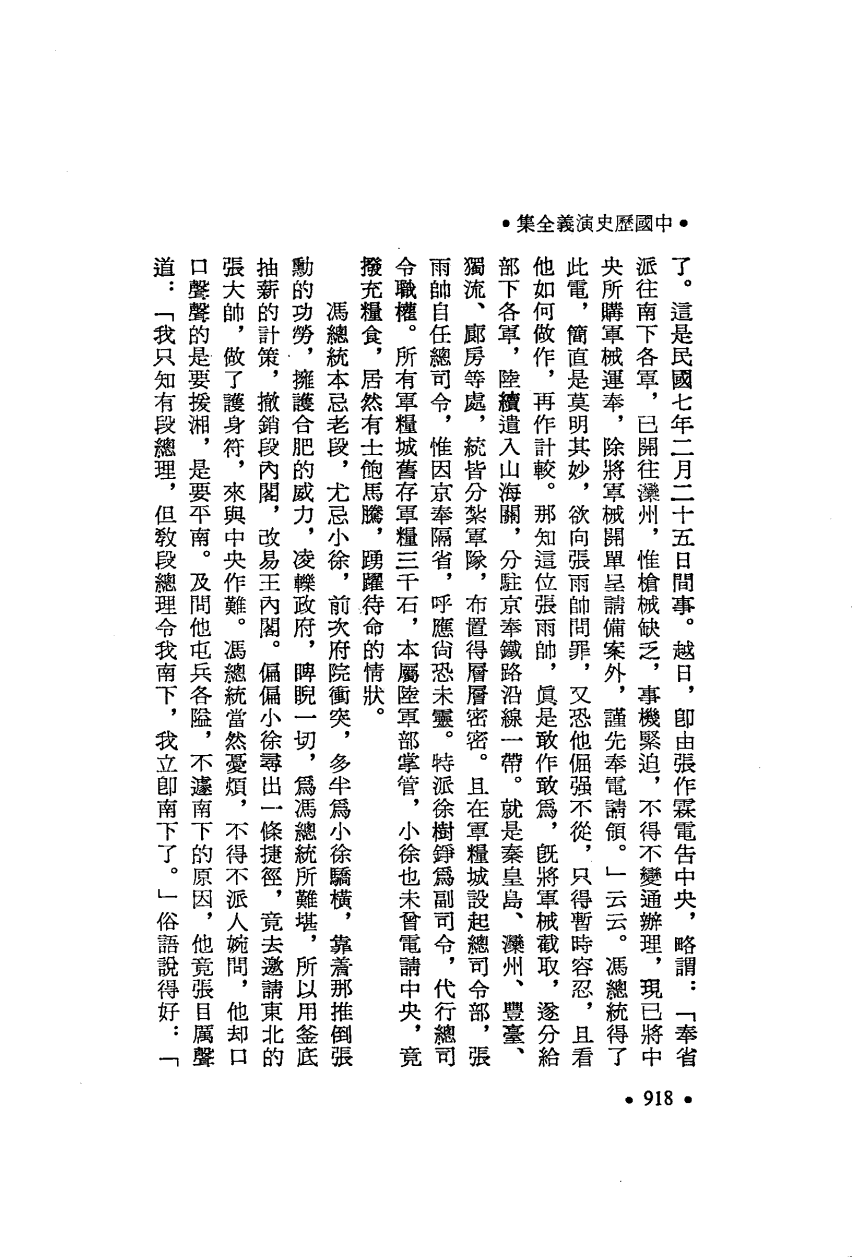 •中國歷史演義全集•
了。這是民國七年二月二十五日間事。越日，卽由張作霖電吿中央，略謂：「奉省
派往南下各軍，已開往灤州，惟槍械缺乏，事機緊迫，不得不變通辦理，現已將中
央所購軍械運奉，除將軍械開單呈請備案外，謹先奉電請領。」云云。馮總統得了
此電，簡直是莫明其妙，欲向張雨帥問罪，又恐他倔强不從，只得暫時容忍，且看
他如何做作，再作計較。那知這位張雨帥，眞是敢作敢爲，旣將軍械截取，遂分給
部下各軍，陸續遣入山海關，分駐京奉鐵路沿線一帶。就是秦皇島、灤州、豐臺、
獨流、廊房等處，統皆分紮軍隊，布置得層層密密。且在軍糧城設起總司令部，張
雨帥自任總司令，惟因京奉隔省，呼應尙恐未靈。特派徐樹錚爲副司令，代行總司
令職權。所有軍糧城舊存軍糧三千石，本屬陸軍部掌管，小徐也未曾電請中央，竟
撥充糧食，居然有士飽馬騰，踴躍待命的情狀。
馮總統本忌老段，尤忌小徐，前次府院衝突，多半爲小徐驕橫，靠着那推倒張
勳的功勞，擁護合肥的威力，凌轢政府，睥睨一切，爲馮總統所難堪，所以用釜底
抽薪的計策，撤銷段內閣，改易王內閣。偏偏小徐尋出一條捷徑，竟去邀請東北的
張大帥，做了護身符，來與中央作難。馮總統當然憂煩，不得不派人婉問，他却口
口聲聲的是要援湘，是要平南。及問他屯兵各隘，不遽南下的原因，他竟張目厲聲
道：「我只知有段總理，但敎段總理令我南下，我立卽南下了。」俗語說得好：「
•918•